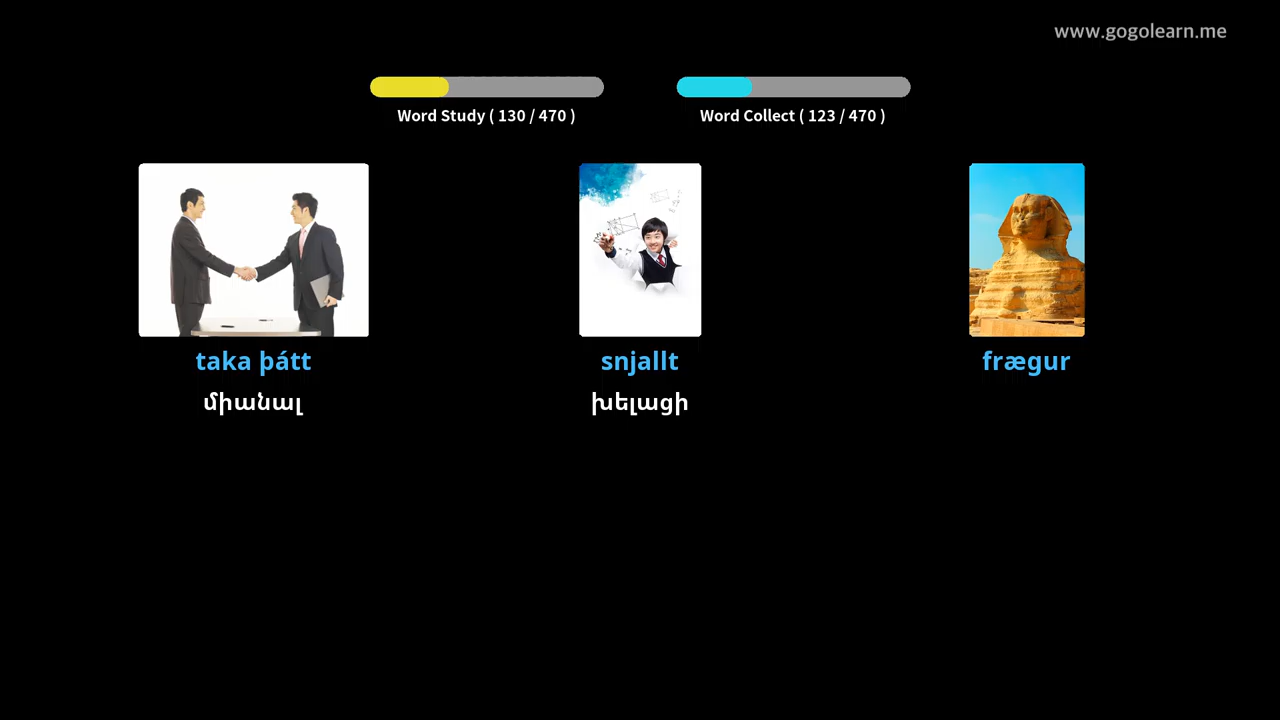 www.gogolearn.me
Word Study ( 130 / 470 )
Word Collect ( 123 / 470 )
taka þátt
snjallt
frægur
միանալ
խելացի